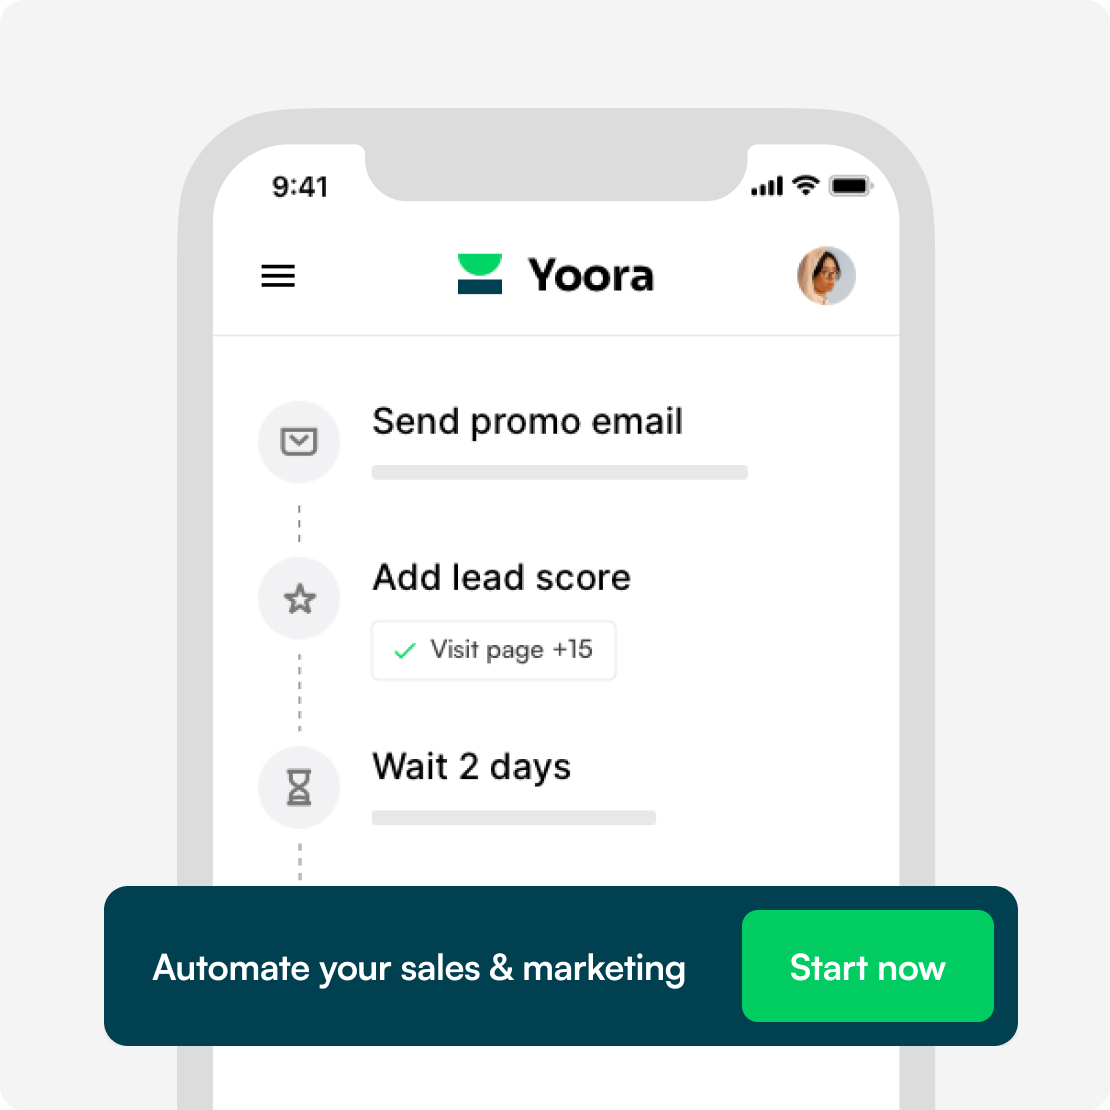 9:41
Yoora
Send promo email
Add lead score
Visit page +15
Wait 2 days
Automate your sales & marketing
Start now